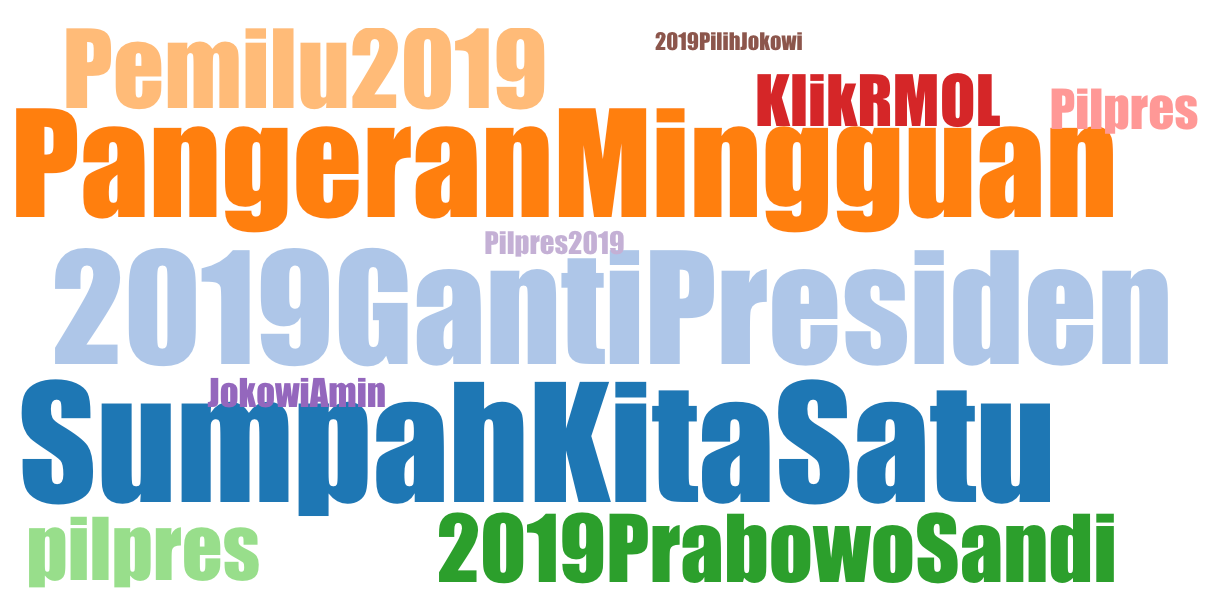 Pemilu2019
2019PilihJokowi
KlikRMOL
Pilpres
PangeranMingguan
Pilpres2019
2019GantiPresiden
JokowiAmin
SumpahKitaSatu
pilpres
2019PrabowoSandi